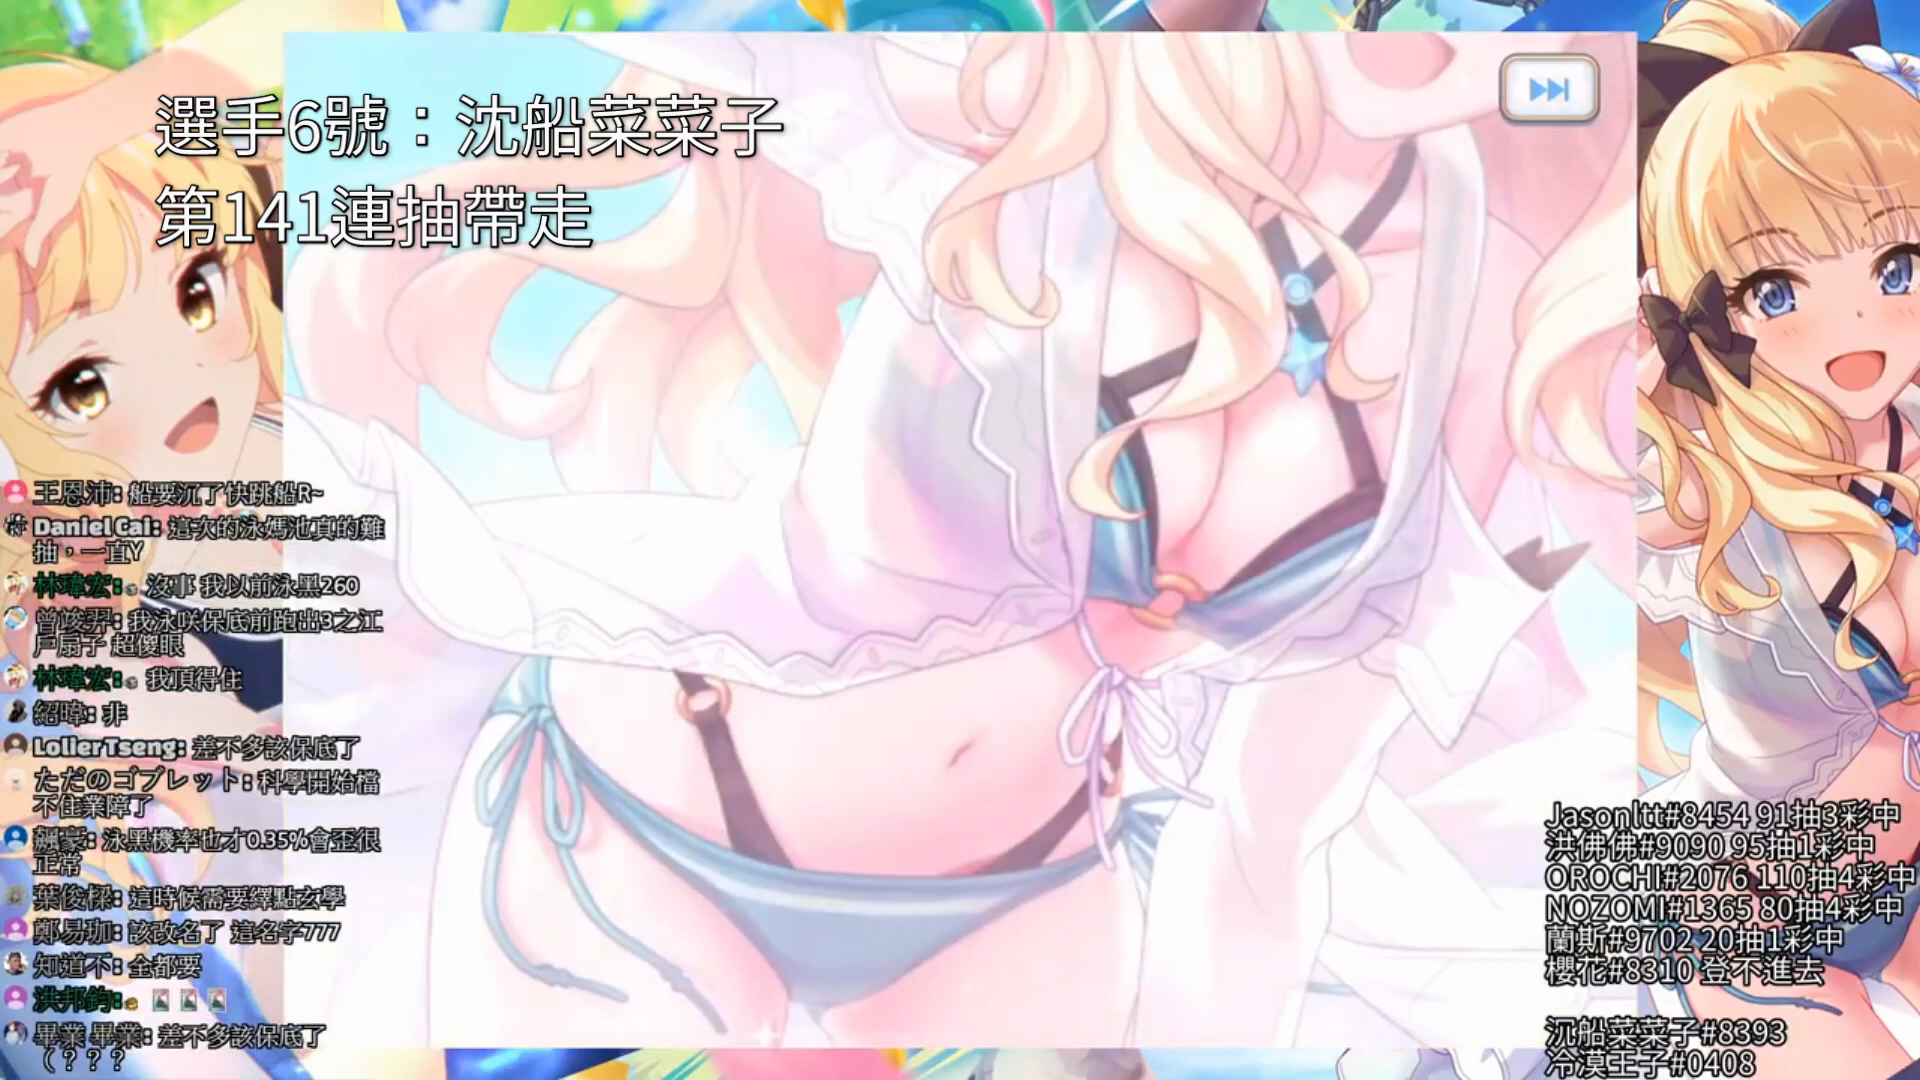 選手6號：沈船菜菜子
第141連抽帶走
王恩沛: 船要沉了快跳船R~
Daniel Cai: 這次的泳媽池真的難
抽，一直Y
林瑋宏: 沒事 我以前泳黑260
曾竣羿: 我泳咲保底前跑出3之江
戶扇子 超傻眼
林瑋宏: 我頂得住
紹暐: 非
LolierTseng: 差不多該保底了
ただのゴブレット: 科學開始擋
不住業障了
飆豪: 泳黑機率也才0.35%會歪很
正常
葉俊樑: 這時候需要繹點玄學
鄭易珈: 該改名了 這名字777
知道不: 全都要
洪邦鈞:
畢業 畢業: 差不多該保底了
（？？？
Jasonltt#8454 91抽3彩中
洪佛佛#9090 95抽1彩中
OROCHI#2076 110抽4彩中
NOZOMI#1365 80抽4彩中
蘭斯#9702 20抽1彩中
櫻花#8310 登不進去
沉船菜菜子#8393
冷漠王子#0408